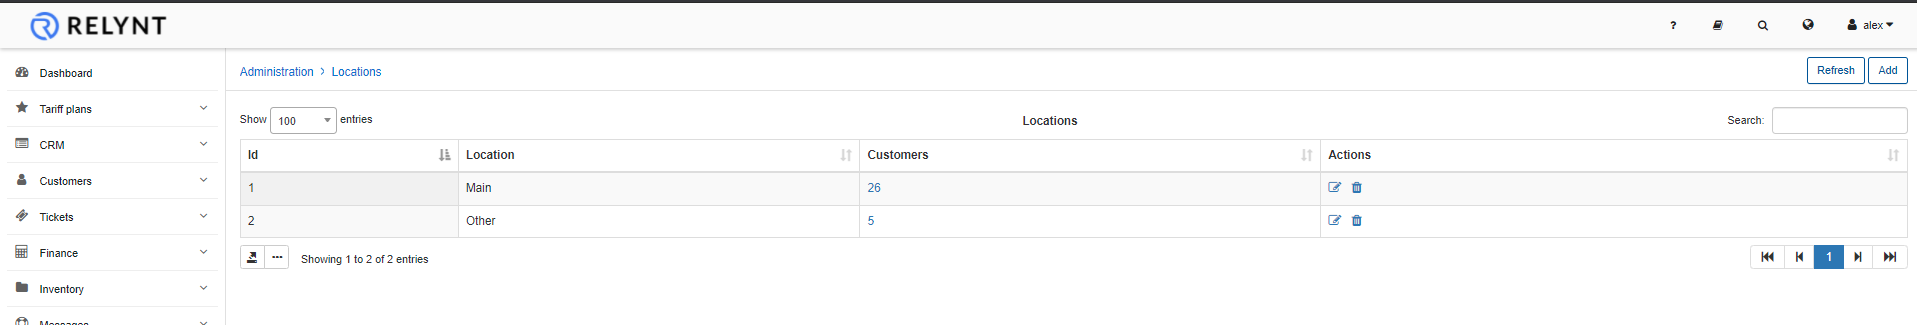 RELYNT
? alex
Dashboard
Tariff plans
CRM
Customers
Tickets
Finance
Inventory
Messages
Administration > Locations
Refresh Add
Show 100 entries
Locations
Search:
Id Location Customers Actions
1 Main 26
2 Other 5
Showing 1 to 2 of 2 entries
1